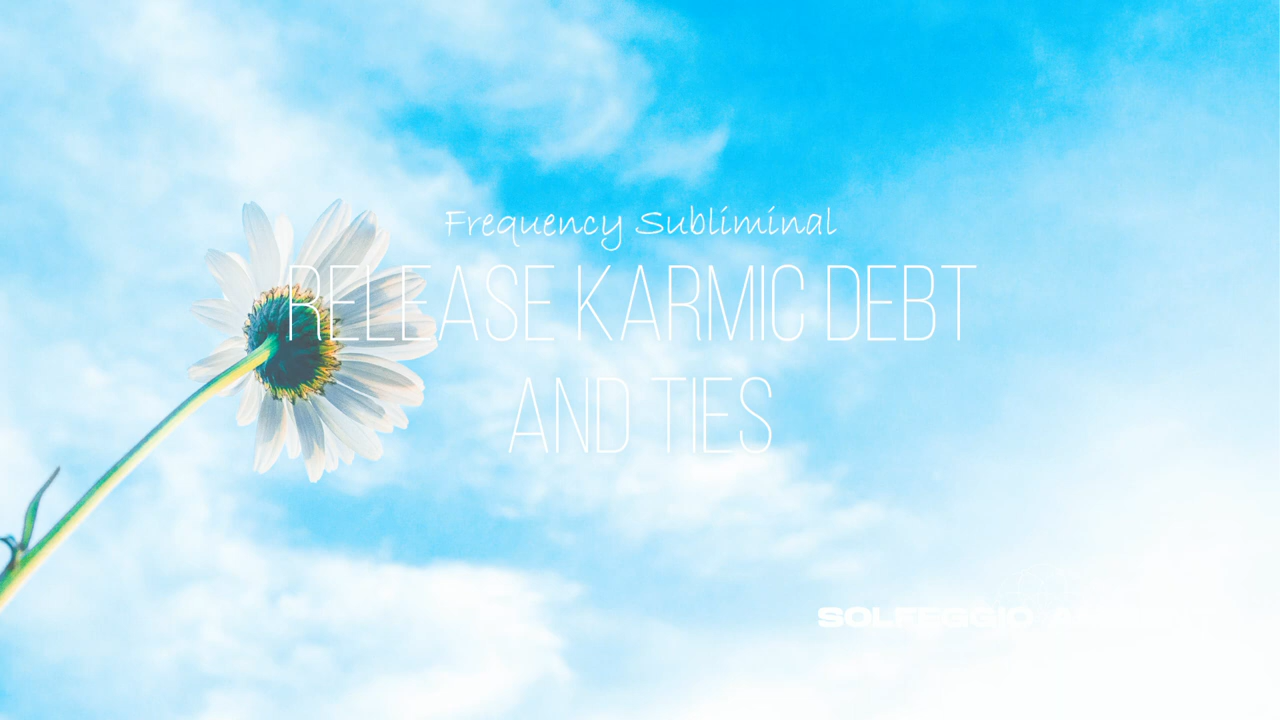 Frequency Subliminal
RELEASE KARMIC DEBT
AND TIES
SOLFEGGIO